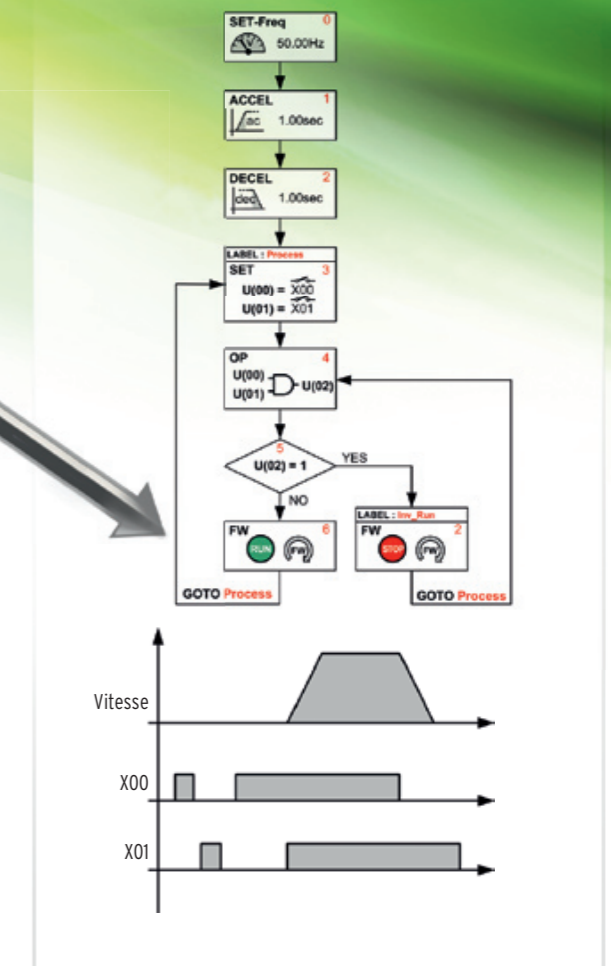 SET-Freq 0
50.00Hz
ACCEL 1
ac 1.00sec
DECEL 2
dec 1.00sec
LABEL : Process
SET 3
U(00) = X00
U(01) = X01
OP 4
U(00)
U(01) U(02)
5
U(02) = 1
YES
NO
FW 6
RUN FW
GOTO Process
LABEL : Inv_Run
FW 2
STOP FW
GOTO Process
Vitesse
X00
X01